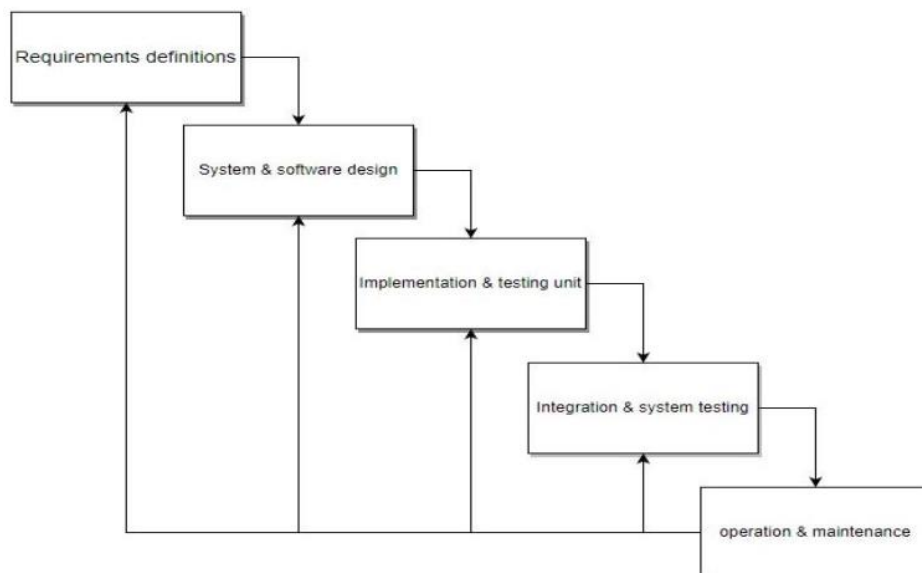 Requirements definitions
System & software design
Implementation & testing unit
Integration & system testing
operation & maintenance